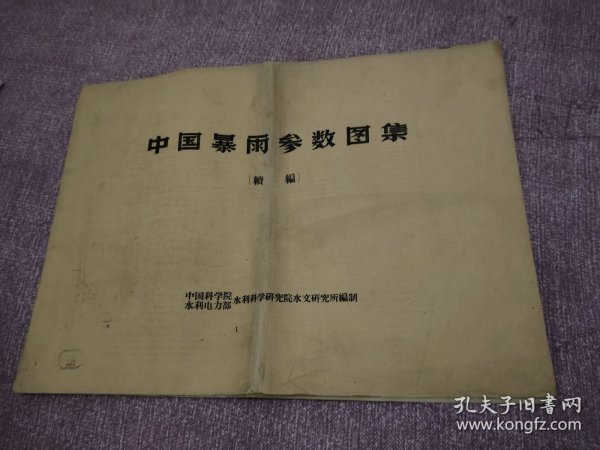 中国暴雨参数图集
(續 編)
中国科学院
水利电力部 水利科学研究院水文研究所編制
孔夫子旧書网
www.kongfz.com